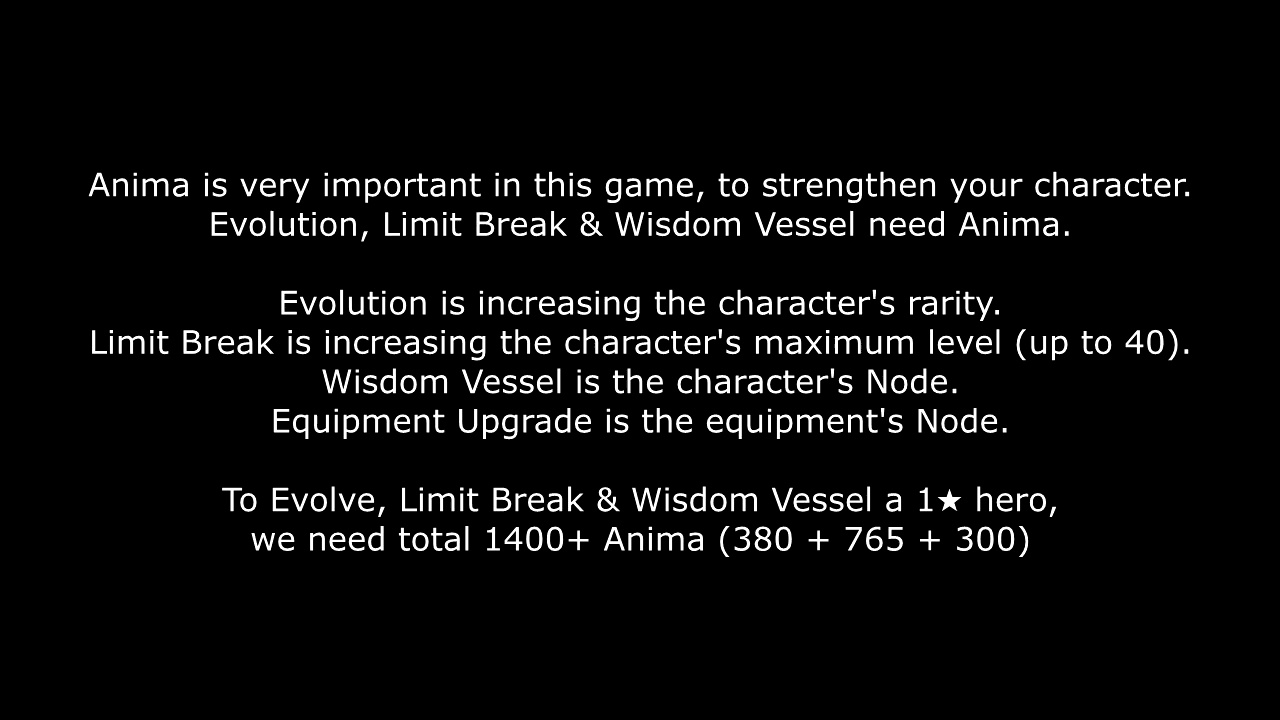 Anima is very important in this game, to strengthen your character.
Evolution, Limit Break & Wisdom Vessel need Anima.
Evolution is increasing the character's rarity.
Limit Break is increasing the character's maximum level (up to 40).
Wisdom Vessel is the character's Node.
Equipment Upgrade is the equipment's Node.
To Evolve, Limit Break & Wisdom Vessel a 1★ hero,
we need total 1400+ Anima (380 + 765 + 300)